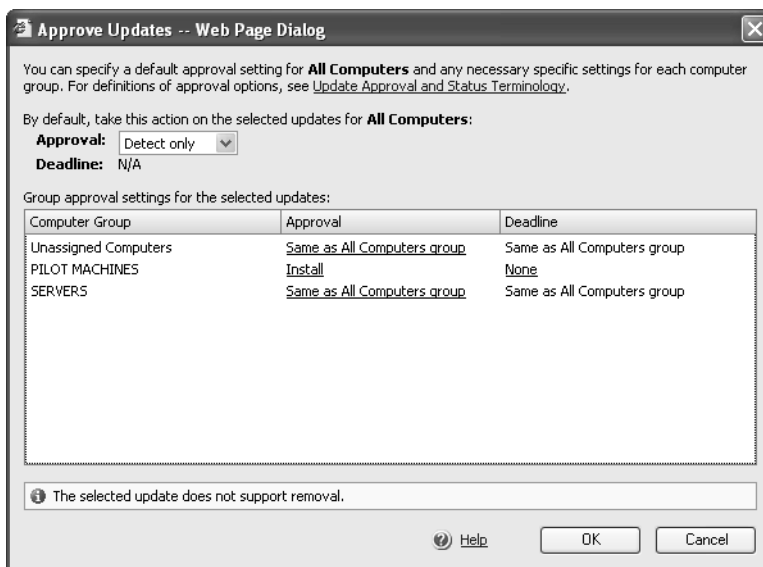 Approve Updates -- Web Page Dialog
You can specify a default approval setting for All Computers and any necessary specific settings for each computer
group. For definitions of approval options, see Update Approval and Status Terminology.
By default, take this action on the selected updates for All Computers:
Approval: Detect only
Deadline: N/A
Group approval settings for the selected updates:
Computer Group Approval Deadline
Unassigned Computers Same as All Computers group Same as All Computers group
PILOT MACHINES Install None
SERVERS Same as All Computers group Same as All Computers group
The selected update does not support removal.
Help OK Cancel